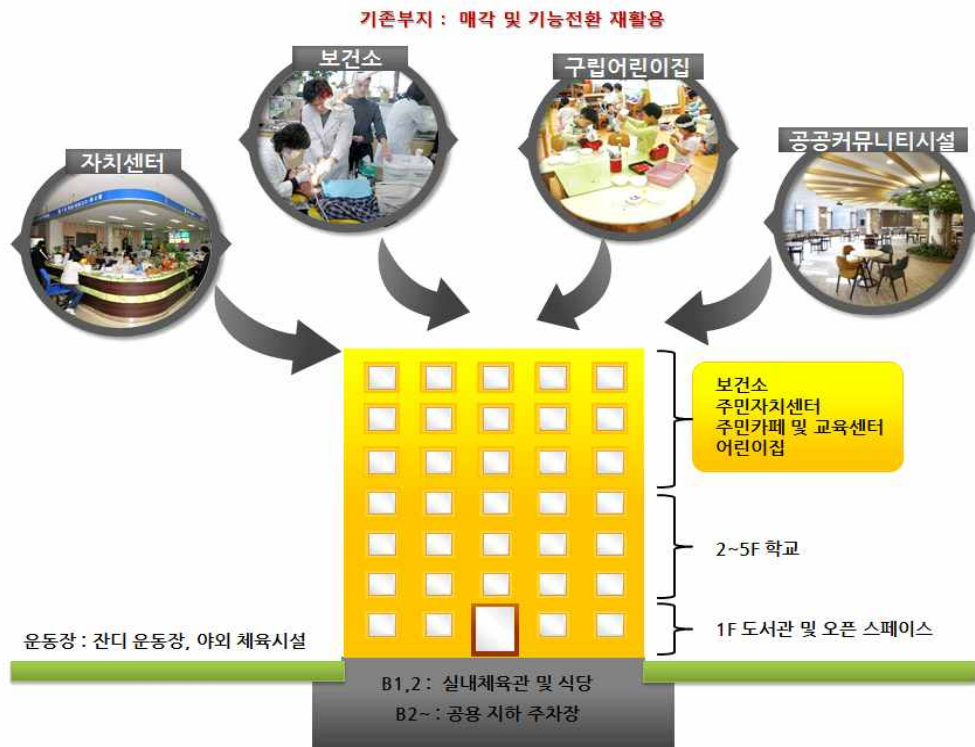 기존부지 : 매각 및 기능전환 재활용
보건소
구립어린이집
자치센터
공공커뮤니티시설
보건소
주민자치센터
주민카페 및 교육센터
어린이집
2~5F 학교
1F 도서관 및 오픈 스페이스
운동장 : 잔디 운동장, 야외 체육시설
B1,2 : 실내체육관 및 식당
B2~ : 공용 지하 주차장